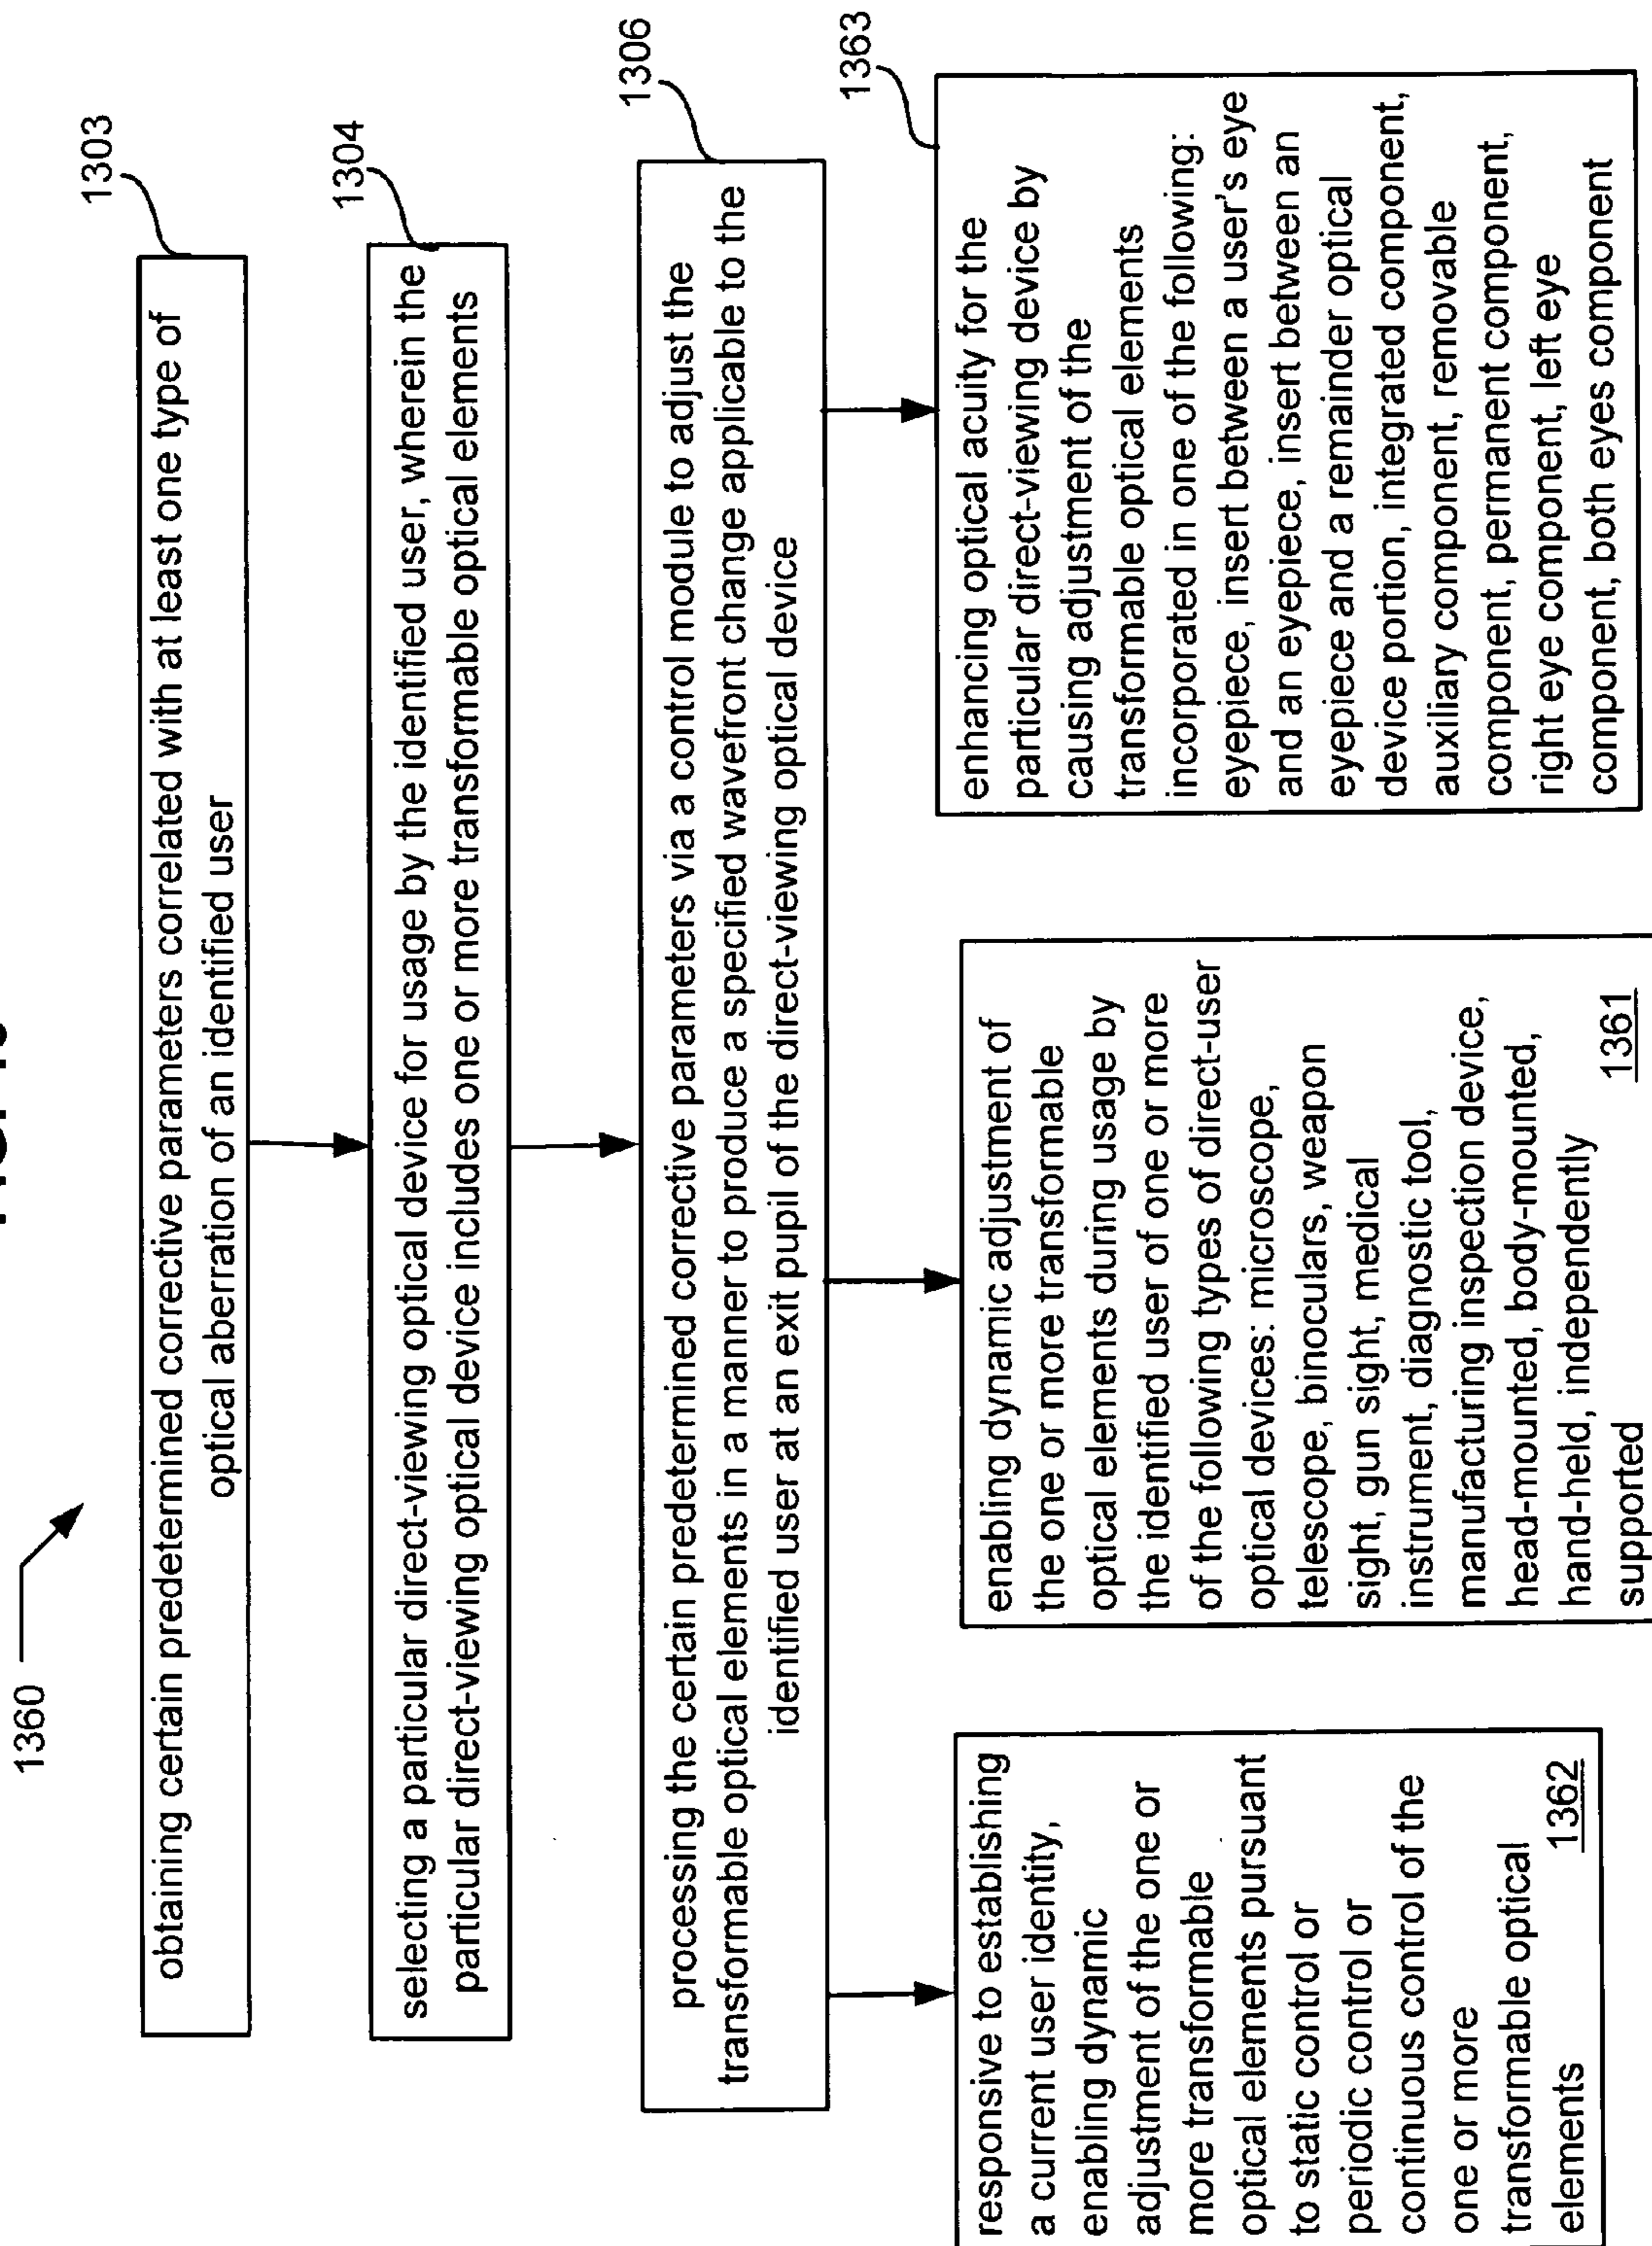 1360
1303
obtaining certain predetermined corrective parameters correlated with at least one type of
optical aberration of an identified user
1304
selecting a particular direct-viewing optical device for usage by the identified user, wherein the
particular direct-viewing optical device includes one or more transformable optical elements
1306
processing the certain predetermined corrective parameters via a control module to adjust the
transformable optical elements in a manner to produce a specified wavefront change applicable to the
identified user at an exit pupil of the direct-viewing optical device
responsive to establishing
a current user identity,
enabling dynamic
adjustment of the one or
more transformable
optical elements pursuant
to static control or
periodic control or
continuous control of the
one or more
transformable optical
elements
1362
enabling dynamic adjustment of
the one or more transformable
optical elements during usage by
the identified user of one or more
of the following types of direct-user
optical devices: microscope,
telescope, binoculars, weapon
sight, gun sight, medical
instrument, diagnostic tool,
manufacturing inspection device,
head-mounted, body-mounted,
hand-held, independently
supported
1361
1363
enhancing optical acuity for the
particular direct-viewing device by
causing adjustment of the
transformable optical elements
incorporated in one of the following:
eyepiece, insert between a user's eye
and an eyepiece, insert between an
eyepiece and a remainder optical
device portion, integrated component,
auxiliary component, removable
component, permanent component,
right eye component, left eye
component, both eyes component